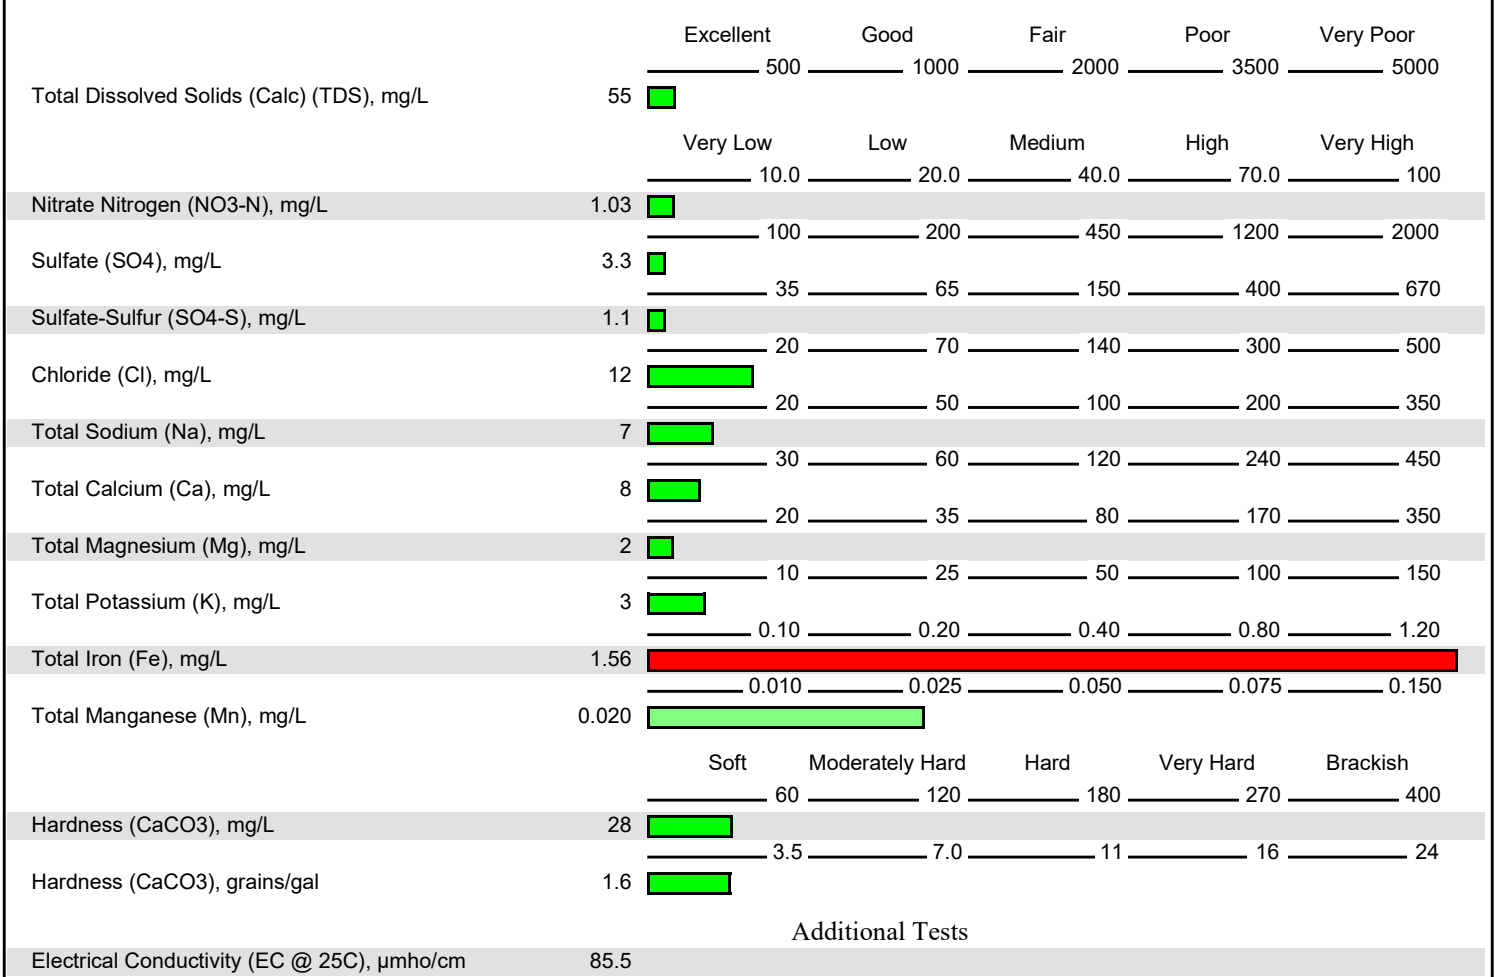 Excellent Good Fair Poor Very Poor
500 1000 2000 3500 5000
Total Dissolved Solids (Calc) (TDS), mg/L 55
Very Low Low Medium High Very High
10.0 20.0 40.0 70.0 100
Nitrate Nitrogen (NO3-N), mg/L 1.03
100 200 450 1200 2000
Sulfate (SO4), mg/L 3.3
35 65 150 400 670
Sulfate-Sulfur (SO4-S), mg/L 1.1
20 70 140 300 500
Chloride (Cl), mg/L 12
20 50 100 200 350
Total Sodium (Na), mg/L 7
30 60 120 240 450
Total Calcium (Ca), mg/L 8
20 35 80 170 350
Total Magnesium (Mg), mg/L 2
10 25 50 100 150
Total Potassium (K), mg/L 3
0.10 0.20 0.40 0.80 1.20
Total Iron (Fe), mg/L 1.56
0.010 0.025 0.050 0.075 0.150
Total Manganese (Mn), mg/L 0.020
Soft Moderately Hard Hard Very Hard Brackish
60 120 180 270 400
Hardness (CaCO3), mg/L 28
3.5 7.0 11 16 24
Hardness (CaCO3), grains/gal 1.6
Additional Tests
Electrical Conductivity (EC @ 25C), µmho/cm 85.5